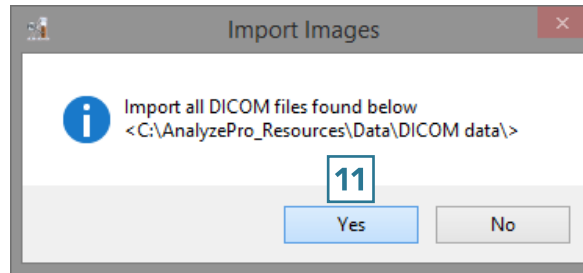 Import Images
Import all DICOM files found below
<C:\AnalyzePro_Resources\Data\DICOM data\>
11
Yes No